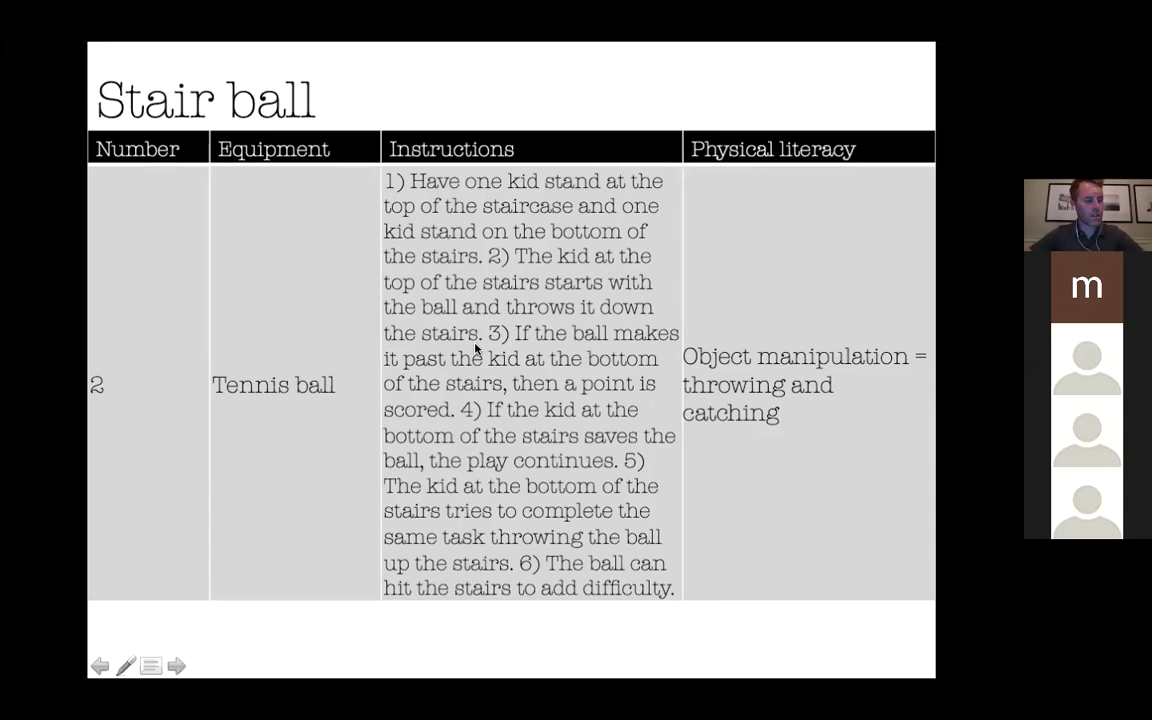 Stair ball
Number Equipment Instructions Physical literacy
2
Tennis ball
1) Have one kid stand at the
top of the staircase and one
kid stand on the bottom of
the stairs. 2) The kid at the
top of the stairs starts with
the ball and throws it down
the stairs. 3) If the ball makes
it past the kid at the bottom
of the stairs, then a point is
scored. 4) If the kid at the
bottom of the stairs saves the
ball, the play continues. 5)
The kid at the bottom of the
stairs tries to complete the
same task throwing the ball
up the stairs. 6) The ball can
hit the stairs to add difficulty.
Object manipulation =
throwing and
catching
m